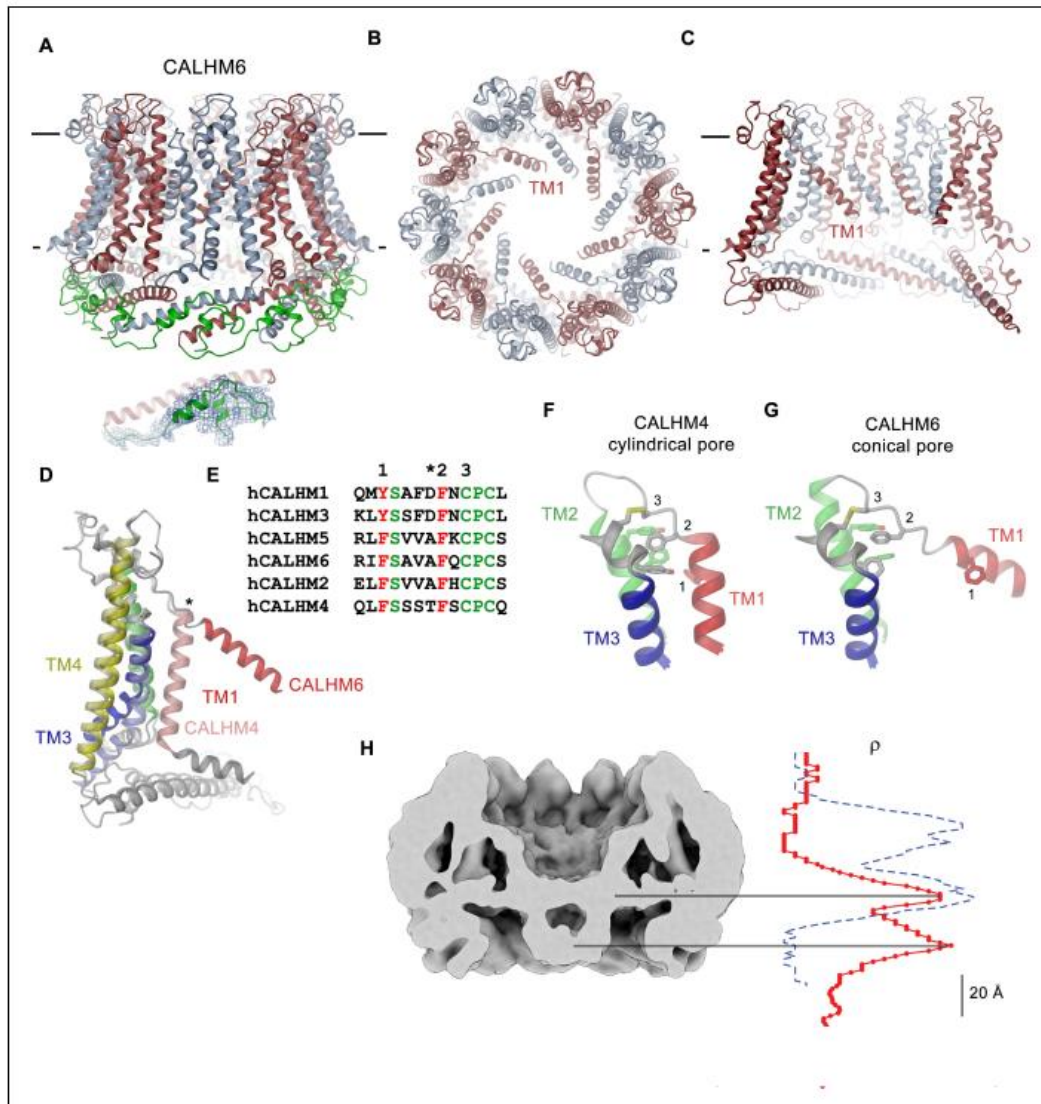 A
CALHM6
B
TM1
C
TM1
D
TM4
TM3
TM1
CALHM6
CALHM4
E
1 * 2 3
hCALHM1 QMYSAFDFNCPCL
hCALHM3 KLYSSFDFNCPCL
hCALHM5 RLFSVVAFKCPCS
hCALHM6 RIFSAVAFQCPCS
hCALHM2 ELFSVVAFHCPCS
hCALHM4 QLFSSSTFSCPCQ
*
F
CALHM4
cylindrical pore
3
TM2
2
1
TM1
TM3
G
CALHM6
conical pore
3
TM2
2
TM1
1
TM3
H
ρ
20 Å